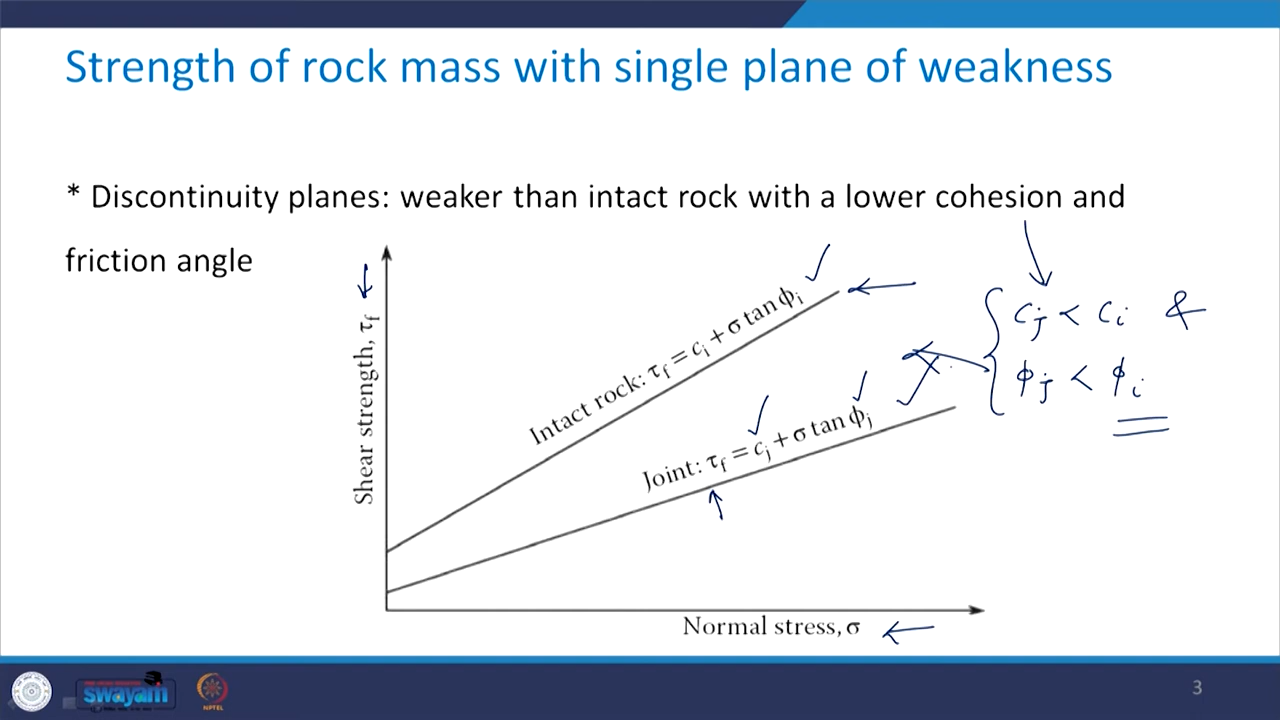 Strength of rock mass with single plane of weakness
* Discontinuity planes: weaker than intact rock with a lower cohesion and
friction angle
Shear strength, τf
Intact rock: τf = ci + σ tan ϕi
Joint: τf = cj + σ tan ϕj
cj < ci &
ϕj < ϕi
Normal stress, σ
swayam
NPTEL
3